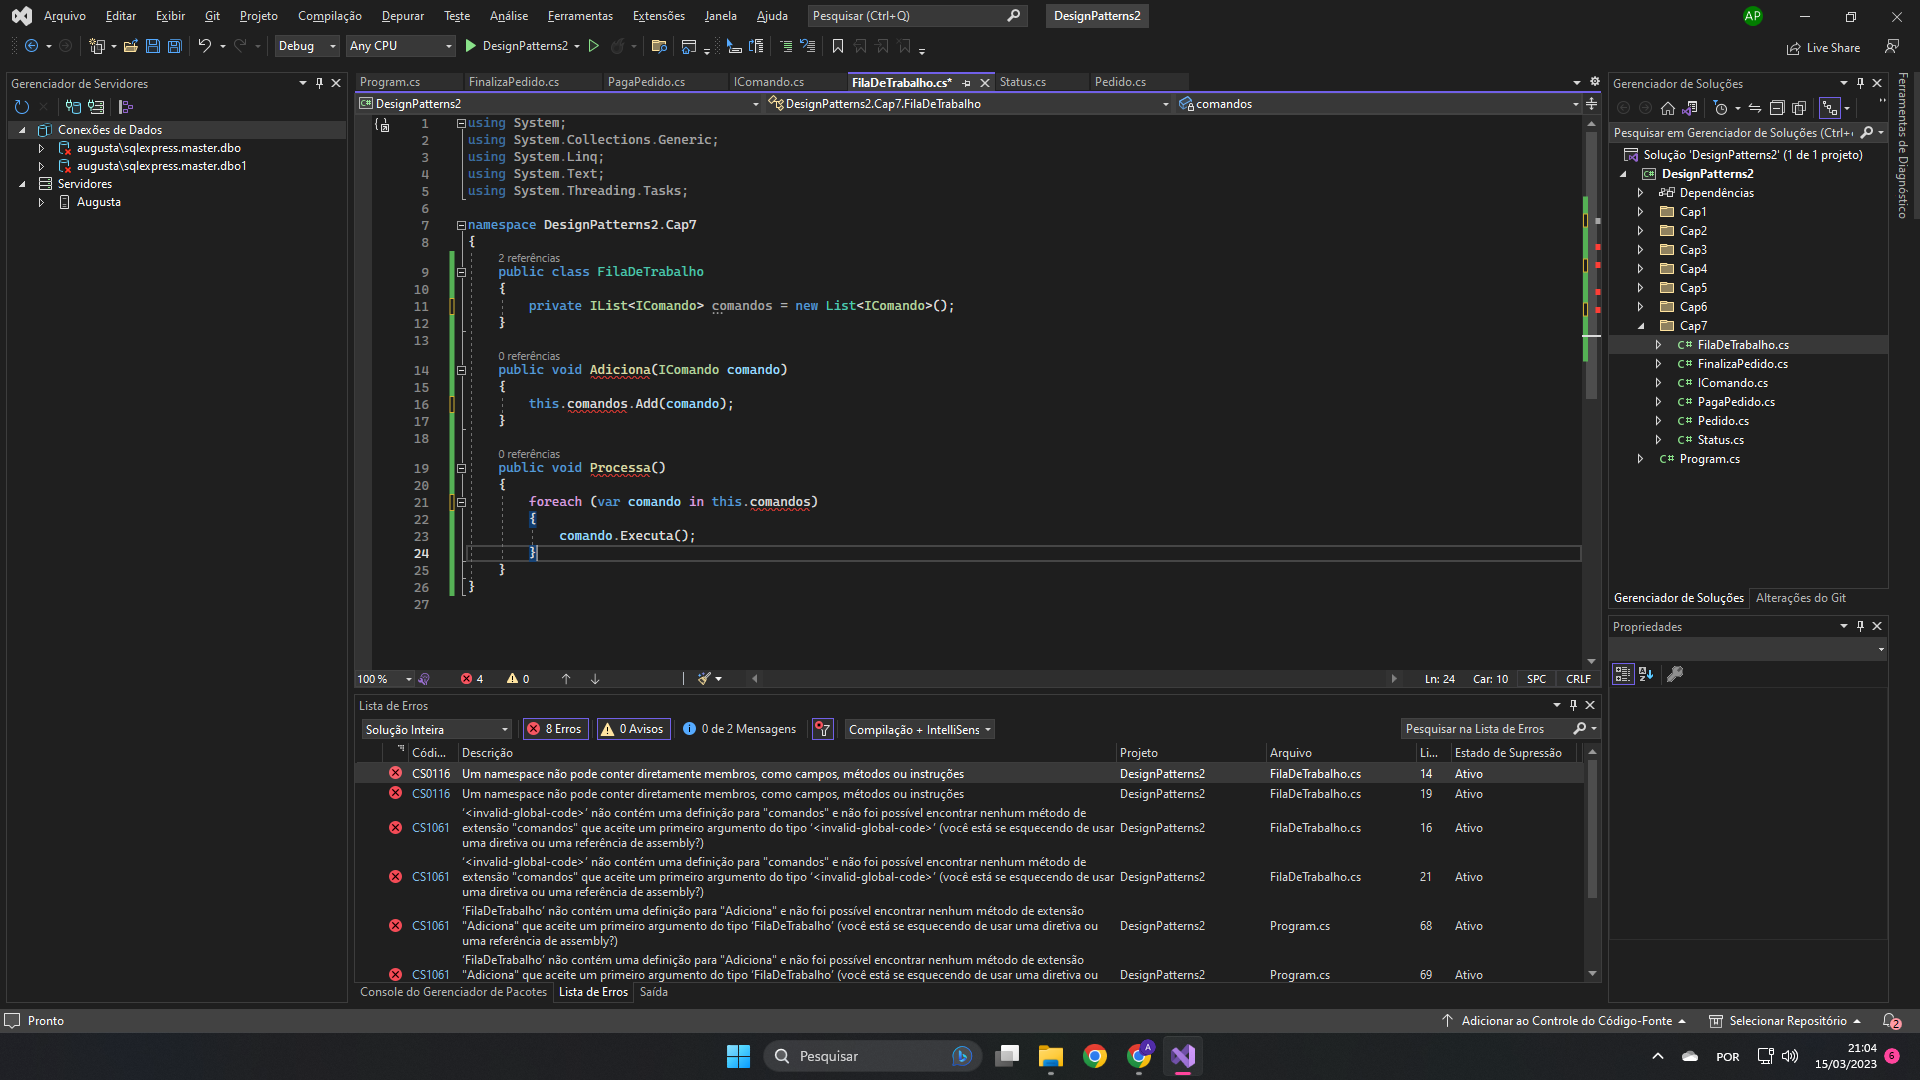 Arquivo Editar Exibir Git Projeto Compilação Depurar Teste Análise Ferramentas Extensões Janela Ajuda Pesquisar (Ctrl+Q) DesignPatterns2 AP
Debug Any CPU DesignPatterns2 Live Share
Gerenciador de Servidores
Conexões de Dados
augusta\sqlexpress.master.dbo
augusta\sqlexpress.master.dbo1
Servidores
Augusta
Program.cs FinalizaPedido.cs PagaPedido.cs IComando.cs FilaDeTrabalho.cs* Status.cs Pedido.cs
DesignPatterns2 DesignPatterns2.Cap7.FilaDeTrabalho comandos
1 using System;
2 using System.Collections.Generic;
3 using System.Linq;
4 using System.Text;
5 using System.Threading.Tasks;
6
7 namespace DesignPatterns2.Cap7
8 {
2 referências
9 public class FilaDeTrabalho
10 {
11 private IList<IComando> comandos = new List<IComando>();
12 }
13
0 referências
14 public void Adiciona(IComando comando)
15 {
16 this.comandos.Add(comando);
17 }
18
0 referências
19 public void Processa()
20 {
21 foreach (var comando in this.comandos)
22 {
23 comando.Executa();
24 }
25 }
26 }
27
100 % 4 0 Ln: 24 Car: 10 SPC CRLF
Lista de Erros
Solução Inteira 8 Erros 0 Avisos 0 de 2 Mensagens Compilação + IntelliSens Pesquisar na Lista de Erros
Códi... Descrição Projeto Arquivo Li... Estado de Supressão
CS0116 Um namespace não pode conter diretamente membros, como campos, métodos ou instruções DesignPatterns2 FilaDeTrabalho.cs 14 Ativo
CS0116 Um namespace não pode conter diretamente membros, como campos, métodos ou instruções DesignPatterns2 FilaDeTrabalho.cs 19 Ativo
'<invalid-global-code>' não contém uma definição para "comandos" e não foi possível encontrar nenhum método de
CS1061 extensão "comandos" que aceite um primeiro argumento do tipo '<invalid-global-code>' (você está se esquecendo de usar DesignPatterns2 FilaDeTrabalho.cs 16 Ativo
uma diretiva ou uma referência de assembly?)
'<invalid-global-code>' não contém uma definição para "comandos" e não foi possível encontrar nenhum método de
CS1061 extensão "comandos" que aceite um primeiro argumento do tipo '<invalid-global-code>' (você está se esquecendo de usar DesignPatterns2 FilaDeTrabalho.cs 21 Ativo
uma diretiva ou uma referência de assembly?)
'FilaDeTrabalho' não contém uma definição para "Adiciona" e não foi possível encontrar nenhum método de extensão
CS1061 "Adiciona" que aceite um primeiro argumento do tipo 'FilaDeTrabalho' (você está se esquecendo de usar uma diretiva ou DesignPatterns2 Program.cs 68 Ativo
uma referência de assembly?)
'FilaDeTrabalho' não contém uma definição para "Adiciona" e não foi possível encontrar nenhum método de extensão
CS1061 "Adiciona" que aceite um primeiro argumento do tipo 'FilaDeTrabalho' (você está se esquecendo de usar uma diretiva ou DesignPatterns2 Program.cs 69 Ativo
Console do Gerenciador de Pacotes Lista de Erros Saída
Gerenciador de Soluções
Pesquisar em Gerenciador de Soluções (Ctrl+
Solução 'DesignPatterns2' (1 de 1 projeto)
DesignPatterns2
Dependências
Cap1
Cap2
Cap3
Cap4
Cap5
Cap6
Cap7
C# FilaDeTrabalho.cs
C# FinalizaPedido.cs
C# IComando.cs
C# PagaPedido.cs
C# Pedido.cs
C# Status.cs
C# Program.cs
Gerenciador de Soluções Alterações do Git
Propriedades
Ferramentas de Diagnóstico
Pronto Adicionar ao Controle do Código-Fonte Selecionar Repositório 2
Pesquisar A POR 21:04 6
15/03/2023